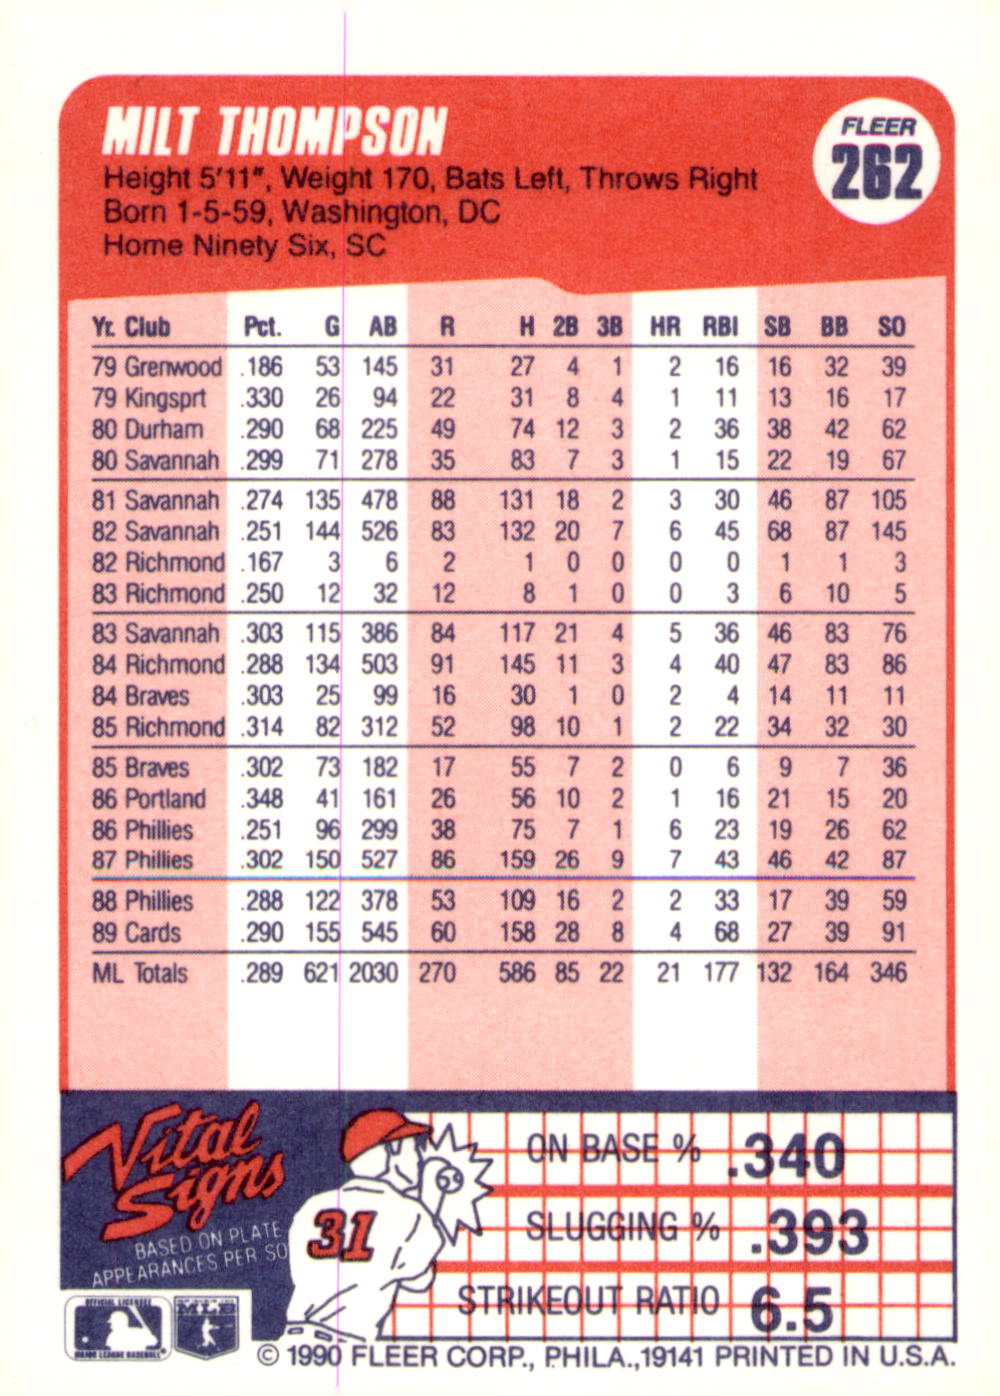 MILT THOMPSON
FLEER
262
Height 5'11", Weight 170, Bats Left, Throws Right
Born 1-5-59, Washington, DC
Home Ninety Six, SC
Yr. Club Pct. G AB R H 2B 3B HR RBI SB BB SO
79 Grenwood .186 53 145 31 27 4 1 2 16 16 32 39
79 Kingsprt .330 26 94 22 31 8 4 1 11 13 16 17
80 Durham .290 68 225 49 74 12 3 2 36 38 42 62
80 Savannah .299 71 278 35 83 7 3 1 15 22 19 67
81 Savannah .274 135 478 88 131 18 2 3 30 46 87 105
82 Savannah .251 144 526 83 132 20 7 6 45 68 87 145
82 Richmond .167 3 6 2 1 0 0 0 0 1 1 3
83 Richmond .250 12 32 12 8 1 0 0 3 6 10 5
83 Savannah .303 115 386 84 117 21 4 5 36 46 83 76
84 Richmond .288 134 503 91 145 11 3 4 40 47 83 86
84 Braves .303 25 99 16 30 1 0 2 4 14 11 11
85 Richmond .314 82 312 52 98 10 1 2 22 34 32 30
85 Braves .302 73 182 17 55 7 2 0 6 9 7 36
86 Portland .348 41 161 26 56 10 2 1 16 21 15 20
86 Phillies .251 96 299 38 75 7 1 6 23 19 26 62
87 Phillies .302 150 527 86 159 26 9 7 43 46 42 87
88 Phillies .288 122 378 53 109 16 2 2 33 17 39 59
89 Cards .290 155 545 60 158 28 8 4 68 27 39 91
ML Totals .289 621 2030 270 586 85 22 21 177 132 164 346
Vital
Signs
BASED ON PLATE
APPEARANCES PER SO
31
ON BASE % .340
SLUGGING % .393
STRIKEOUT RATIO 6.5
OFFICIAL LICENSEE
MAJOR LEAGUE BASEBALL
MLB
© 1990 FLEER CORP., PHILA.,19141 PRINTED IN U.S.A.